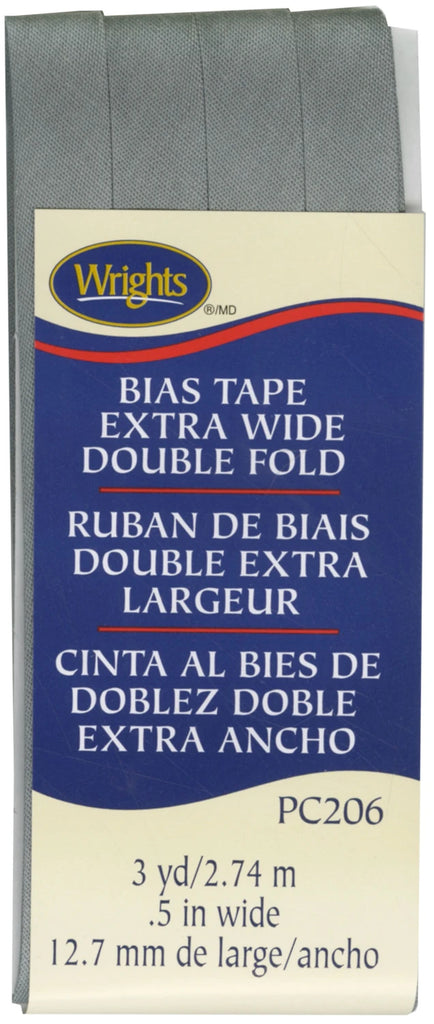 Wrights
®/MD
BIAS TAPE
EXTRA WIDE
DOUBLE FOLD
RUBAN DE BIAIS
DOUBLE EXTRA
LARGEUR
CINTA AL BIES DE
DOBLEZ DOBLE
EXTRA ANCHO
PC206
3 yd/2.74 m
.5 in wide
12.7 mm de large/ancho